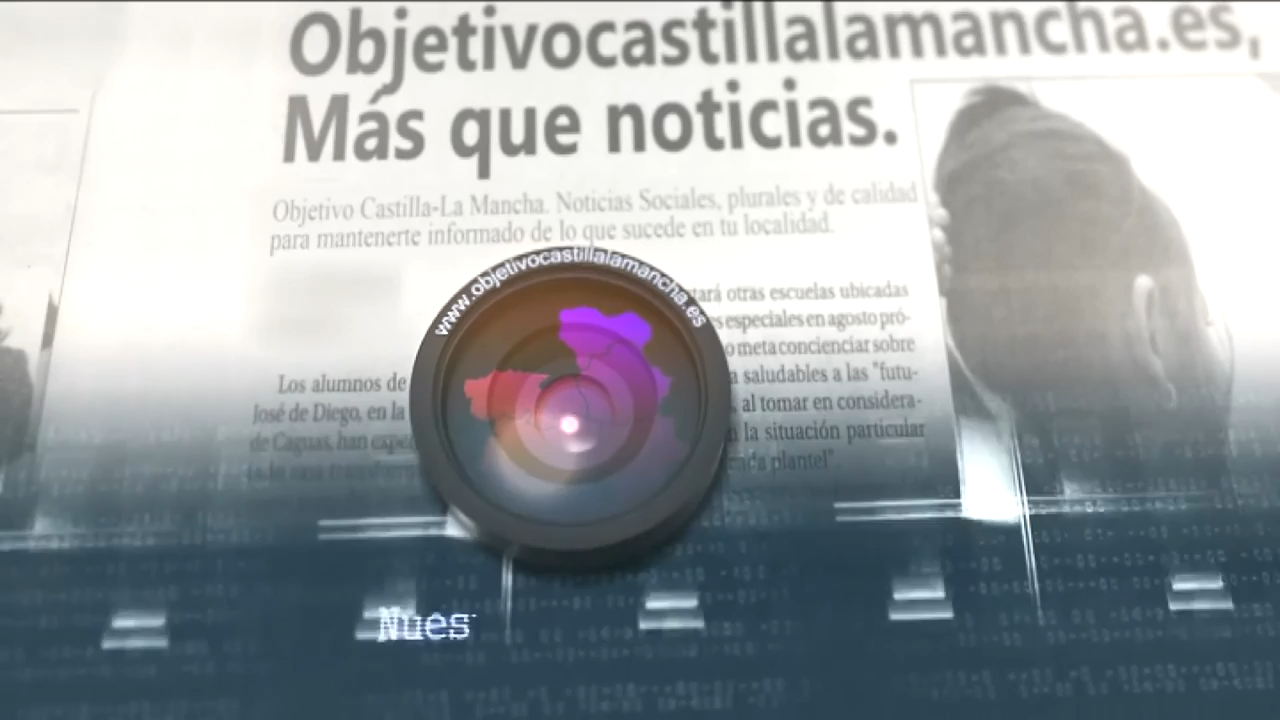 Objetivocastillalamancha.es,
Más que noticias.
Objetivo Castilla-La Mancha. Noticias Sociales, plurales y de calidad
para mantenerte informado de lo que sucede en tu localidad.
www.objetivocastillalamancha.es
Los alumnos de
José de Diego, en la
de Caguas, han
otras escuelas ubicadas
especiales en agosto pró-
meta concienciar sobre
saludables a las "futu-
al tomar en considera-
la situación particular
plantel"
Nues